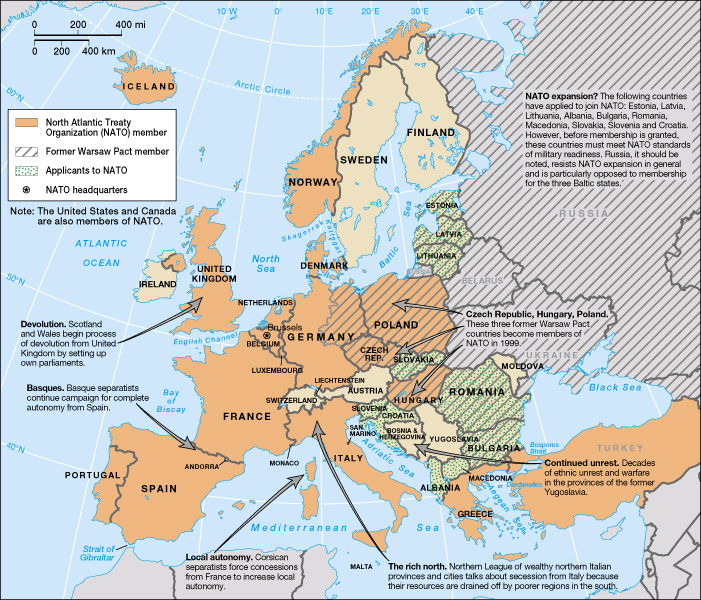 0 200 400 mi
0 200 400 km
10°W
0°
10°E
20°E
30°E
40°E
50°E
60°N
50°N
40°N
Arctic Circle
ICELAND
North Atlantic Treaty
Organization (NATO) member
Former Warsaw Pact member
Applicants to NATO
NATO headquarters
Note: The United States and Canada
are also members of NATO.
NATO expansion? The following countries
have applied to join NATO: Estonia, Latvia,
Lithuania, Albania, Bulgaria, Romania,
Macedonia, Slovakia, Slovenia and Croatia.
However, before membership is granted,
these countries must meet NATO standards
of military readiness. Russia, it should be
noted, resists NATO expansion in general
and is particularly opposed to membership
for the three Baltic states.
FINLAND
SWEDEN
NORWAY
RUSSIA
ESTONIA
LATVIA
LITHUANIA
RUSSIA
BELARUS
Baltic Sea
Skagerrak
Kattegat
ATLANTIC
OCEAN
North
Sea
DENMARK
IRELAND
UNITED
KINGDOM
NETHERLANDS
Brussels
BELGIUM
GERMANY
POLAND
Czech Republic, Hungary, Poland.
These three former Warsaw Pact
countries become members of
NATO in 1999.
Devolution. Scotland
and Wales begin process
of devolution from United
Kingdom by setting up
own parliaments.
English Channel
LUXEMBOURG
CZECH
REP.
SLOVAKIA
UKRAINE
MOLDOVA
LIECHTENSTEIN
AUSTRIA
HUNGARY
ROMANIA
Black Sea
Basques. Basque separatists
continue campaign for complete
autonomy from Spain.
Bay
of
Biscay
FRANCE
SWITZERLAND
SLOVENIA
CROATIA
SAN
MARINO
BOSNIA &
HERZEGOVINA
YUGOSLAVIA
BULGARIA
Bosporus
Strait
TURKEY
Adriatic Sea
MONACO
ITALY
ANDORRA
PORTUGAL
SPAIN
ALBANIA
MACEDONIA
or Dardanelles
Continued unrest. Decades
of ethnic unrest and warfare
in the provinces of the former
Yugoslavia.
Aegean Sea
GREECE
Mediterranean Sea
Strait of
Gibraltar
Local autonomy. Corsican
separatists force concessions
from France to increase local
autonomy.
MALTA
The rich north. Northern League of wealthy northern Italian
provinces and cities talks about secession from Italy because
their resources are drained off by poorer regions in the south.